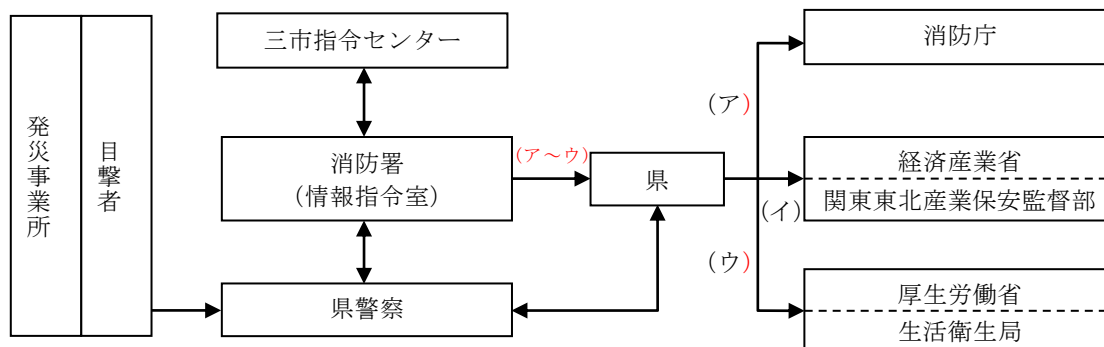 発災事業所
目撃者
三市指令センター
消防署
(情報指令室)
県警察
(ア～ウ)
県
(ア)
(イ)
(ウ)
消防庁
経済産業省
関東東北産業保安監督部
厚生労働省
生活衛生局